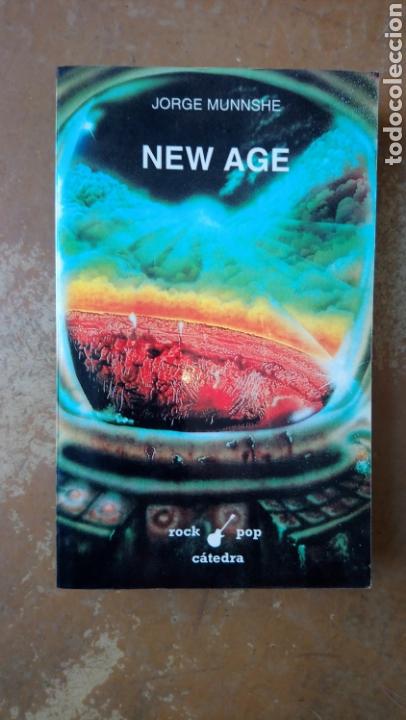 JORGE MUNNSHE
NEW AGE
rock pop
cátedra
todocoleccion